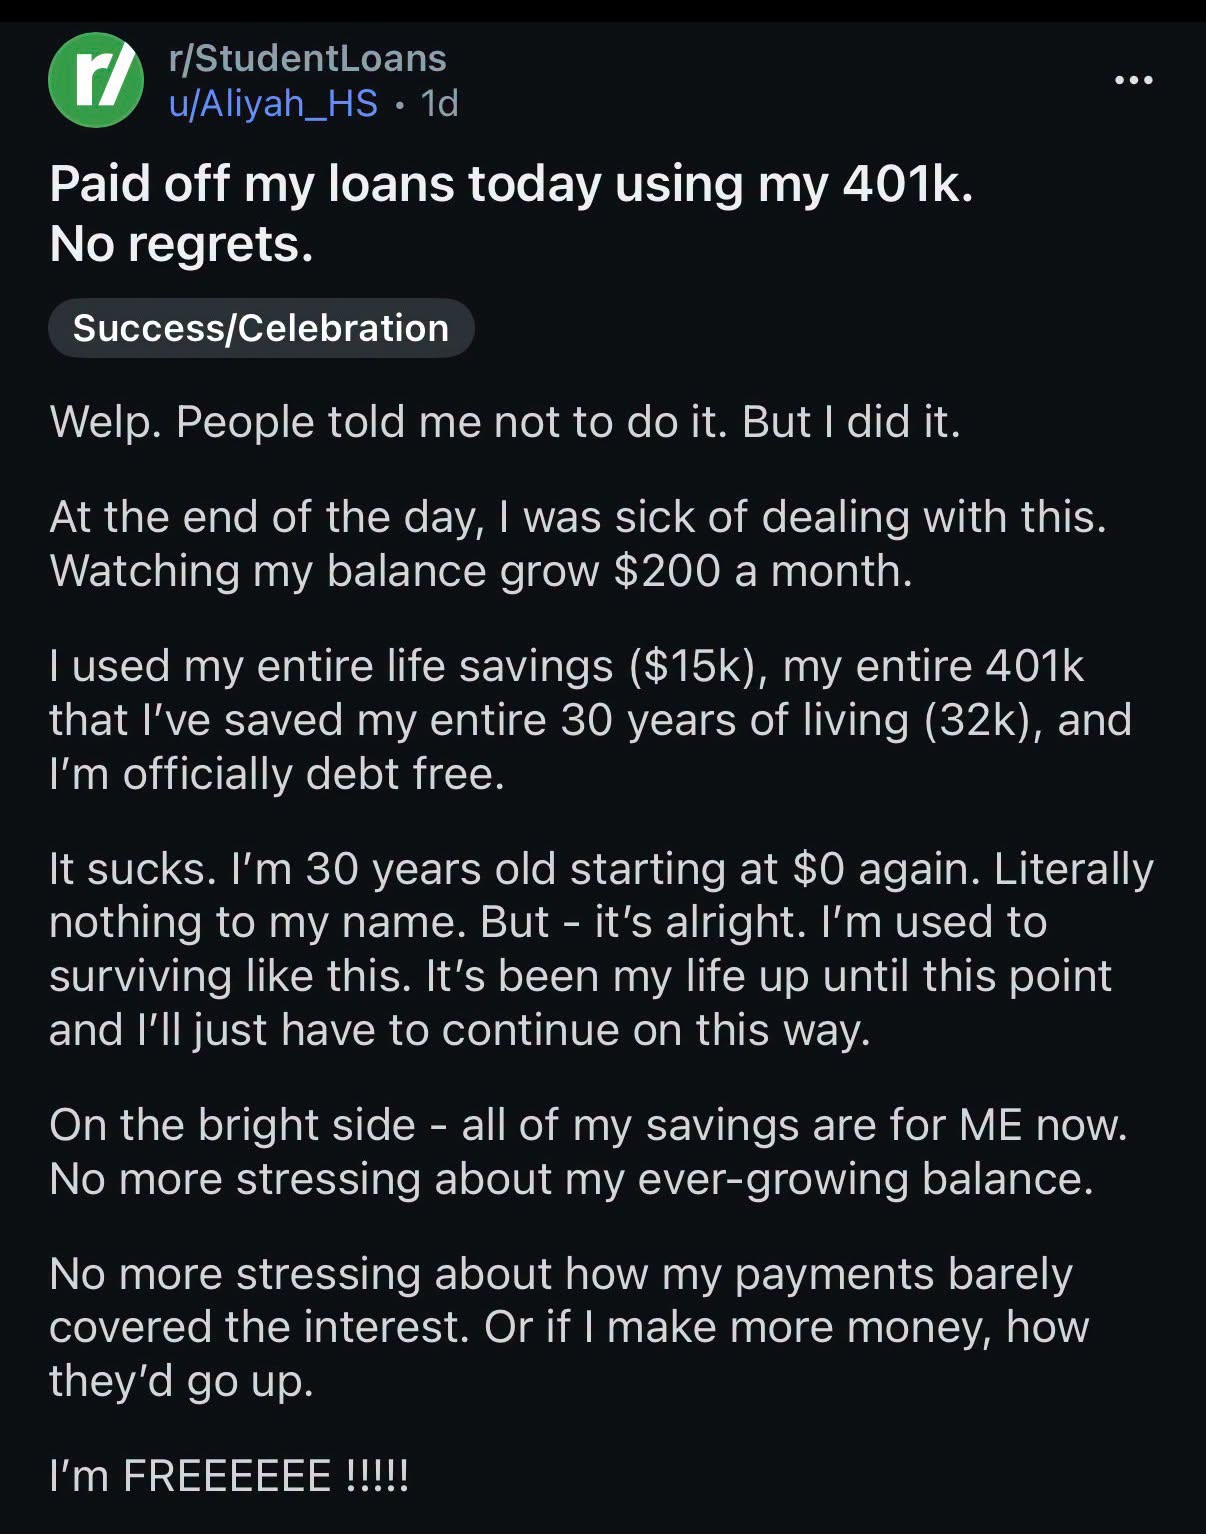 r/
r/StudentLoans
u/Aliyah_HS • 1d
Paid off my loans today using my 401k.
No regrets.
Success/Celebration
Welp. People told me not to do it. But I did it.
At the end of the day, I was sick of dealing with this.
Watching my balance grow $200 a month.
I used my entire life savings ($15k), my entire 401k
that I’ve saved my entire 30 years of living (32k), and
I’m officially debt free.
It sucks. I’m 30 years old starting at $0 again. Literally
nothing to my name. But - it’s alright. I’m used to
surviving like this. It’s been my life up until this point
and I’ll just have to continue on this way.
On the bright side - all of my savings are for ME now.
No more stressing about my ever-growing balance.
No more stressing about how my payments barely
covered the interest. Or if I make more money, how
they’d go up.
I’m FREEEEEE !!!!!